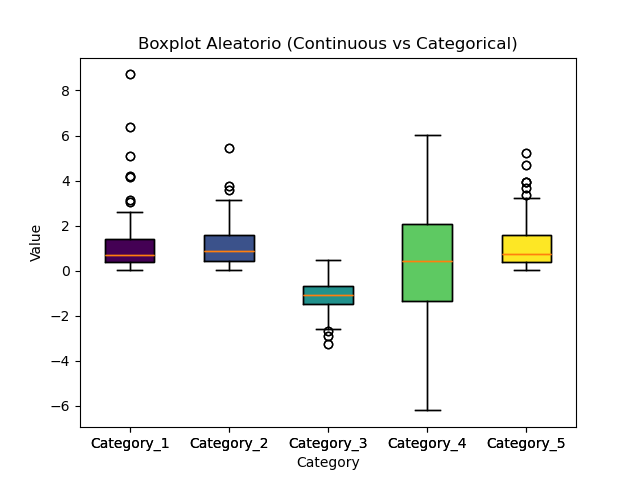 Boxplot Aleatorio (Continuous vs Categorical)
Value
8
6
4
2
0
−2
−4
−6
Category_1 Category_2 Category_3 Category_4 Category_5
Category